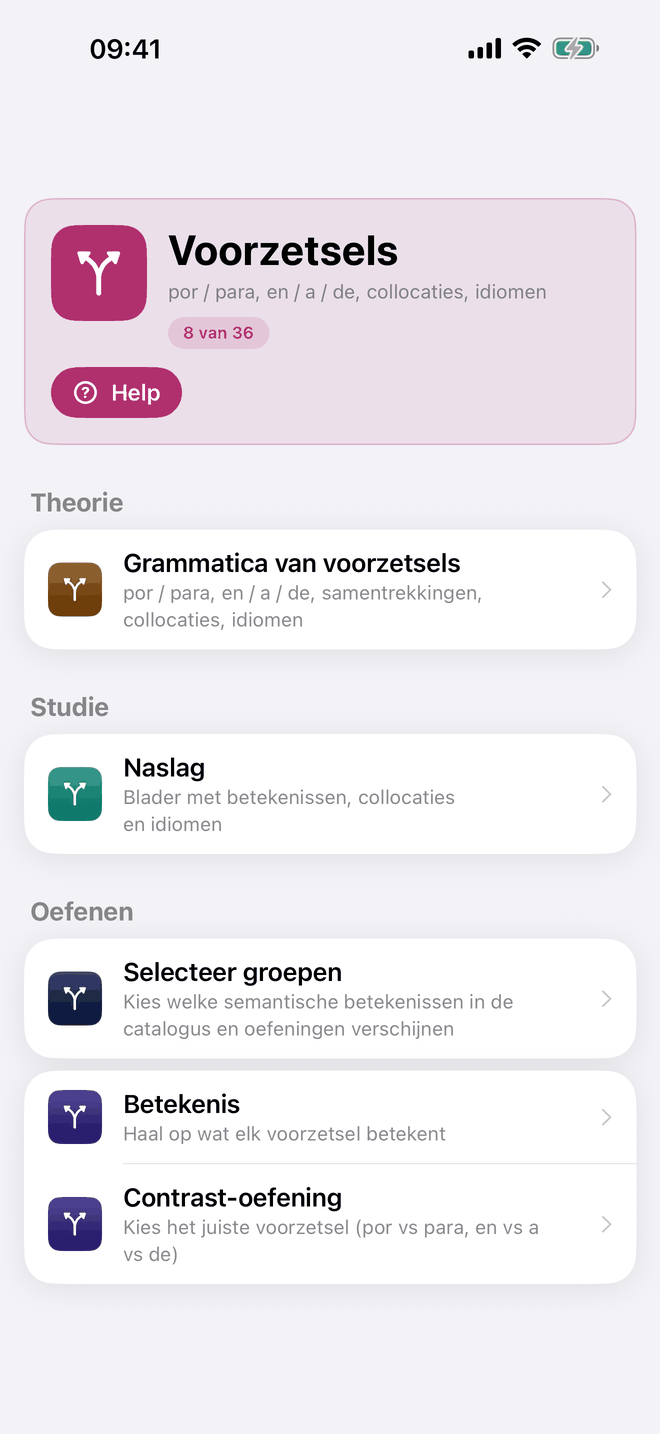 09:41
Voorzetsels
por / para, en / a / de, collocaties, idiomen
8 van 36
Help
Theorie
Grammatica van voorzetsels
por / para, en / a / de, samentrekkingen,
collocaties, idiomen
Studie
Naslag
Blader met betekenissen, collocaties
en idiomen
Oefenen
Selecteer groepen
Kies welke semantische betekenissen in de
catalogus en oefeningen verschijnen
Betekenis
Haal op wat elk voorzetsel betekent
Contrast-oefening
Kies het juiste voorzetsel (por vs para, en vs a
vs de)